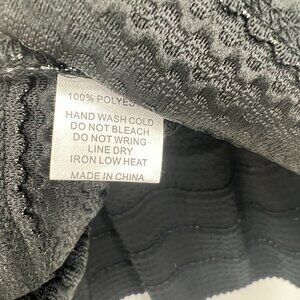 100% POLYES
HAND WASH COLD
DO NOT BLEACH
DO NOT WRING
LINE DRY
IRON LOW HEAT
MADE IN CHINA